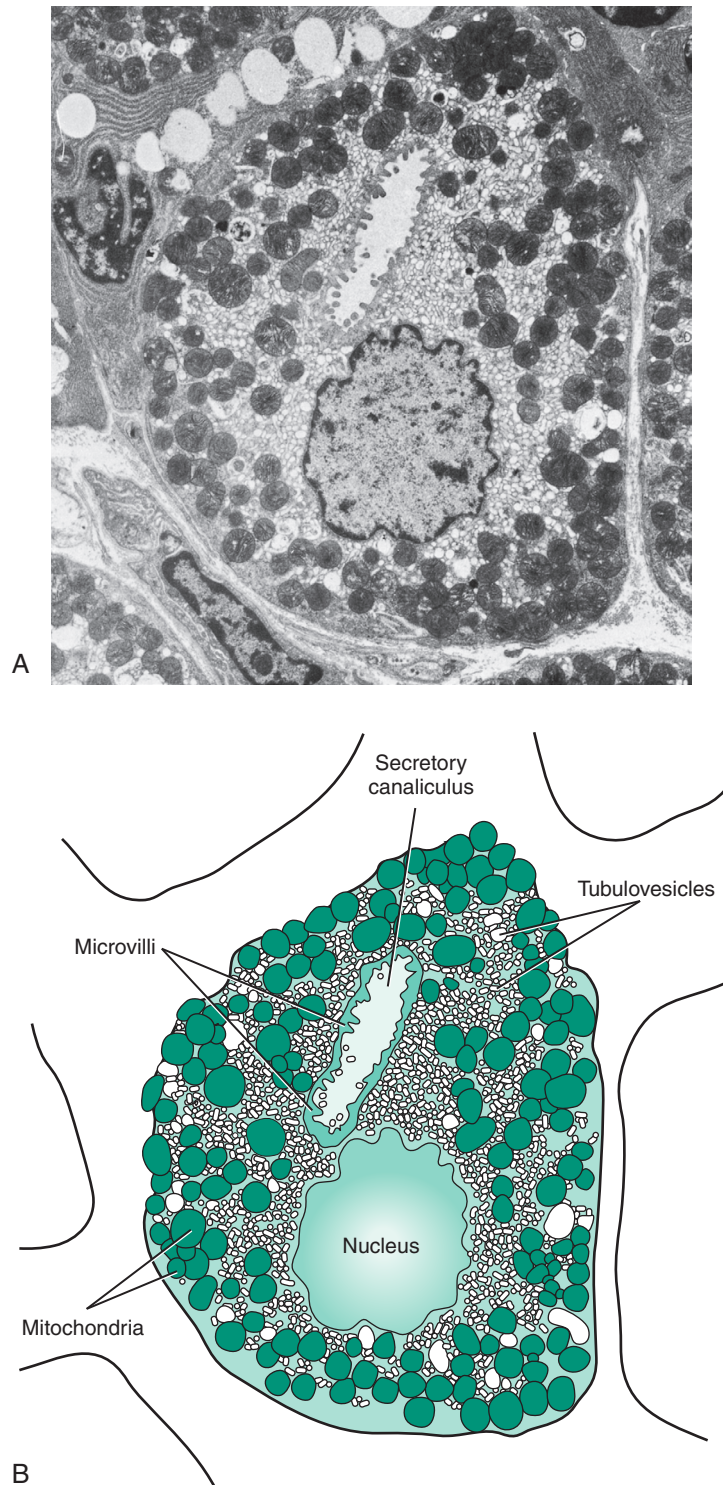 A
Secretory
canaliculus
Tubulovesicles
Microvilli
Nucleus
Mitochondria
B